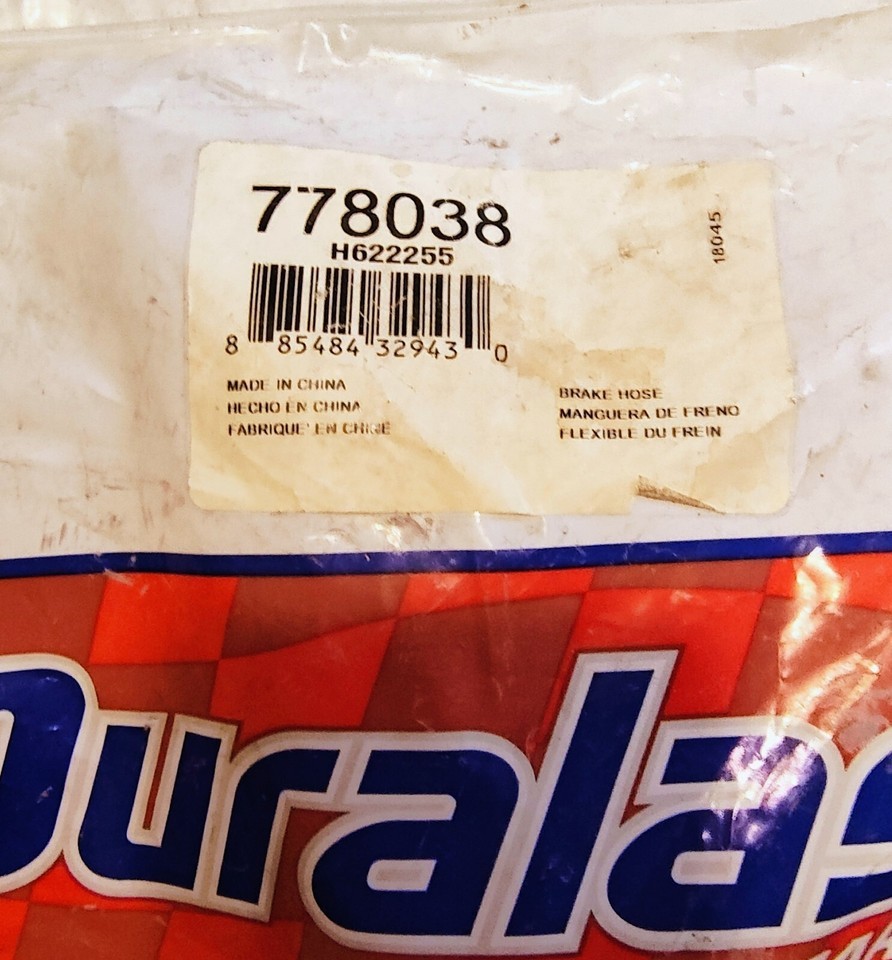 778038
H622255
18045
8 85484 32943 0
MADE IN CHINA
HECHO EN CHINA
FABRIQUE' EN CHINE
BRAKE HOSE
MANGUERA DE FRENO
FLEXIBLE DU FREIN
Duralas